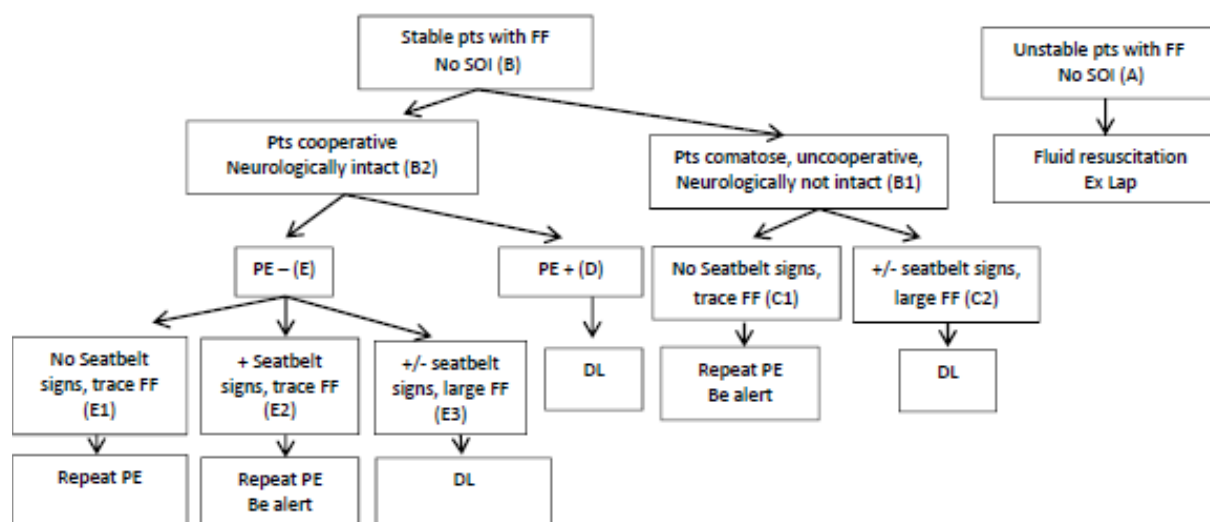 Stable pts with FF
No SOI (B)
Unstable pts with FF
No SOI (A)
Pts cooperative
Neurologically intact (B2)
Pts comatose, uncooperative,
Neurologically not intact (B1)
Fluid resuscitation
Ex Lap
PE – (E)
PE + (D)
No Seatbelt signs,
trace FF (C1)
+/- seatbelt signs,
large FF (C2)
No Seatbelt
signs, trace FF
(E1)
+ Seatbelt
signs, trace FF
(E2)
+/- seatbelt
signs, large FF
(E3)
DL
Repeat PE
Be alert
DL
Repeat PE
Repeat PE
Be alert
DL